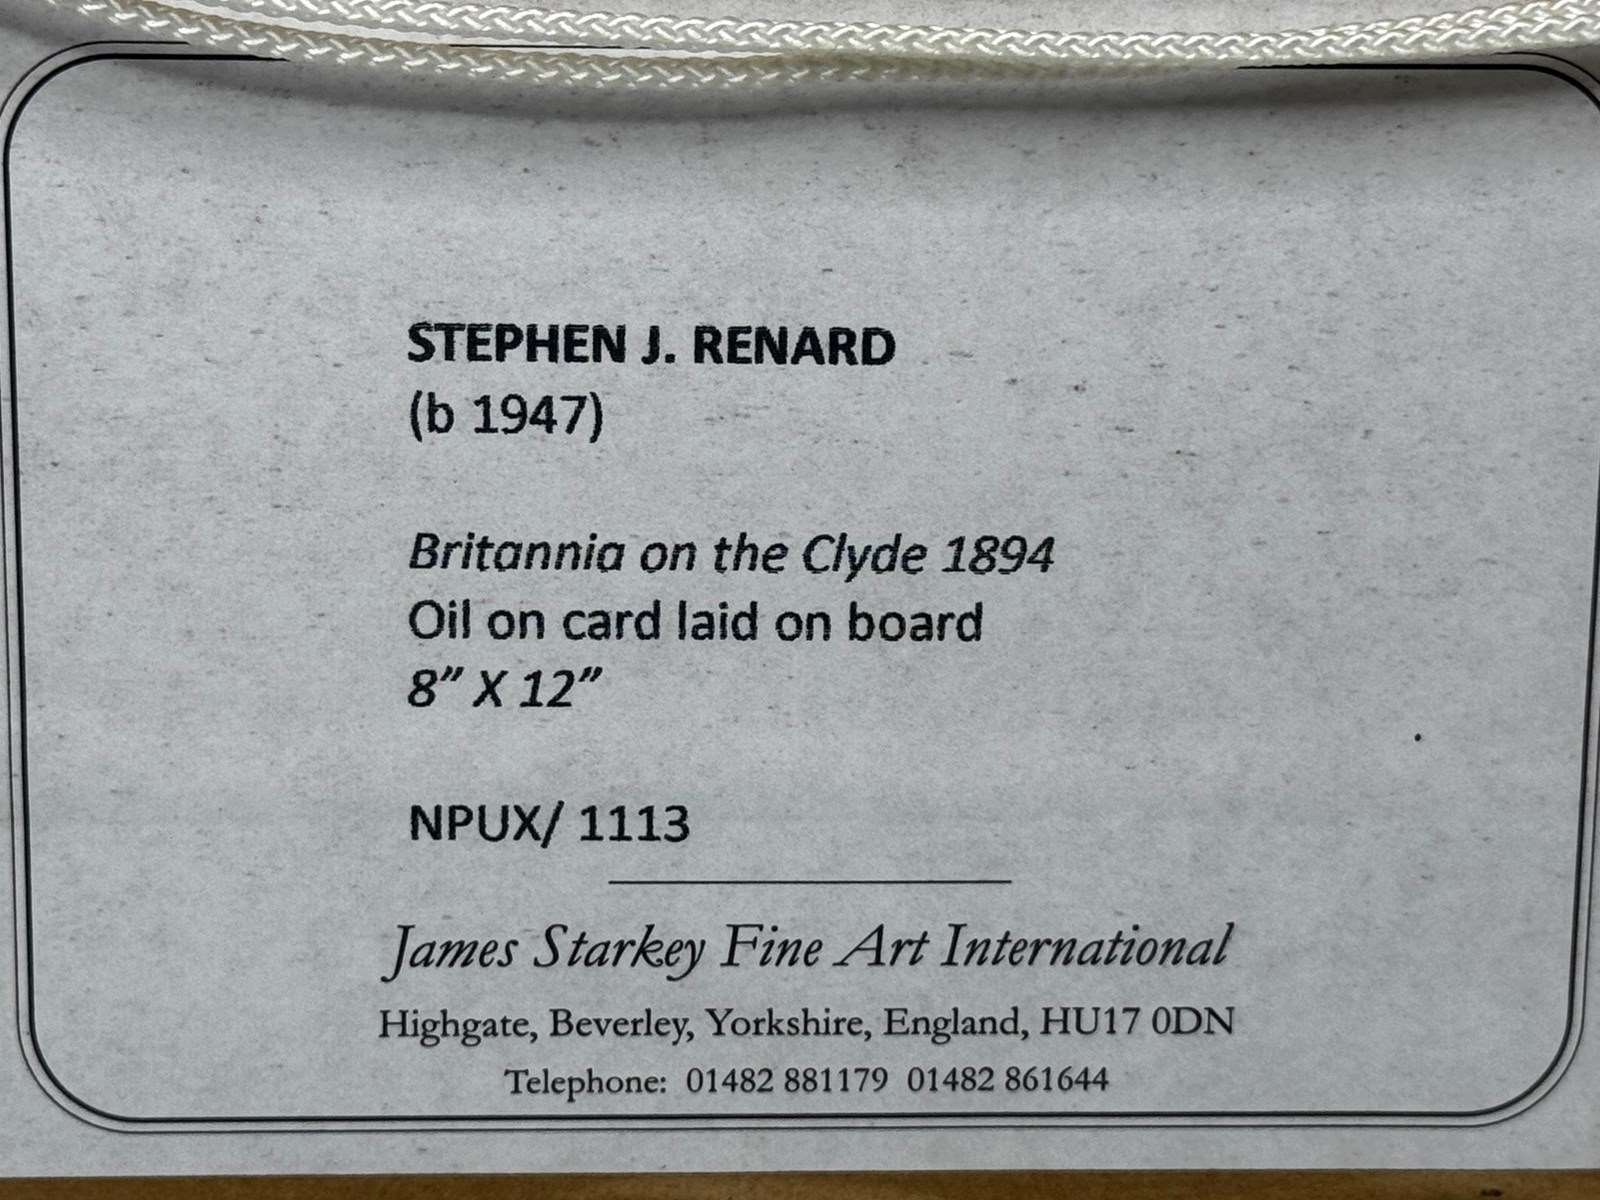 STEPHEN J. RENARD
(b 1947)
Britannia on the Clyde 1894
Oil on card laid on board
8” X 12”
NPUX/ 1113
James Starkey Fine Art International
Highgate, Beverley, Yorkshire, England, HU17 0DN
Telephone: 01482 881179 01482 861644